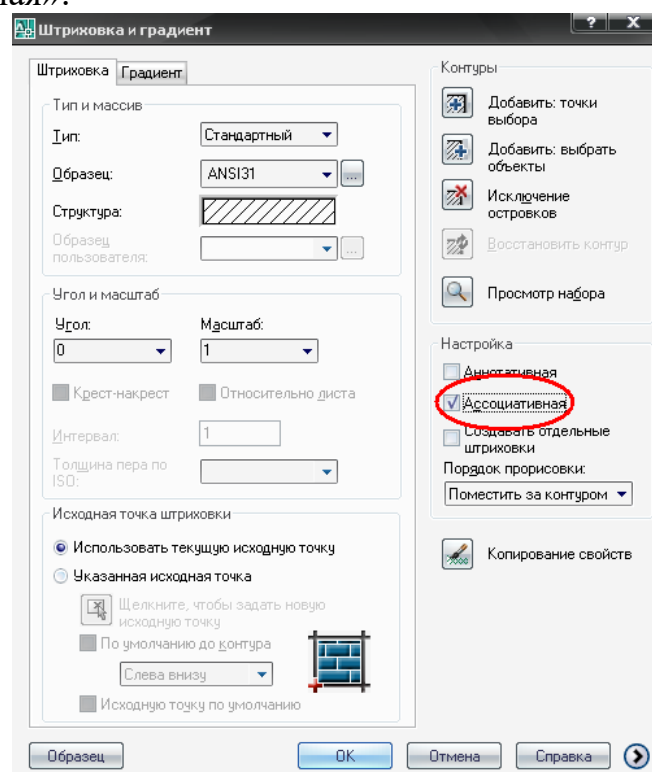 ная».
Штриховка и градиент
Штриховка Градиент
Тип и массив
Тип: Стандартный
Образец: ANSI31 ...
Структура:
Образец
пользователя: ...
Угол и масштаб
Угол: Масштаб:
0 1
Крест-накрест Относительно листа
Интервал: 1
Толщина пера по
ISO:
Исходная точка штриховки
Использовать текущую исходную точку
Указанная исходная точка
Щелкните, чтобы задать новую
исходную точку
По умолчанию до контура
Слева внизу
Исходную точку по умолчанию
Контуры
Добавить: точки
выбора
Добавить: выбрать
объекты
Исключение
островков
Восстановить контур
Просмотр набора
Настройка
Аннотативная
Ассоциативная
Создавать отдельные
штриховки
Порядок прорисовки:
Поместить за контуром
Копирование свойств
Образец OK Отмена Справка